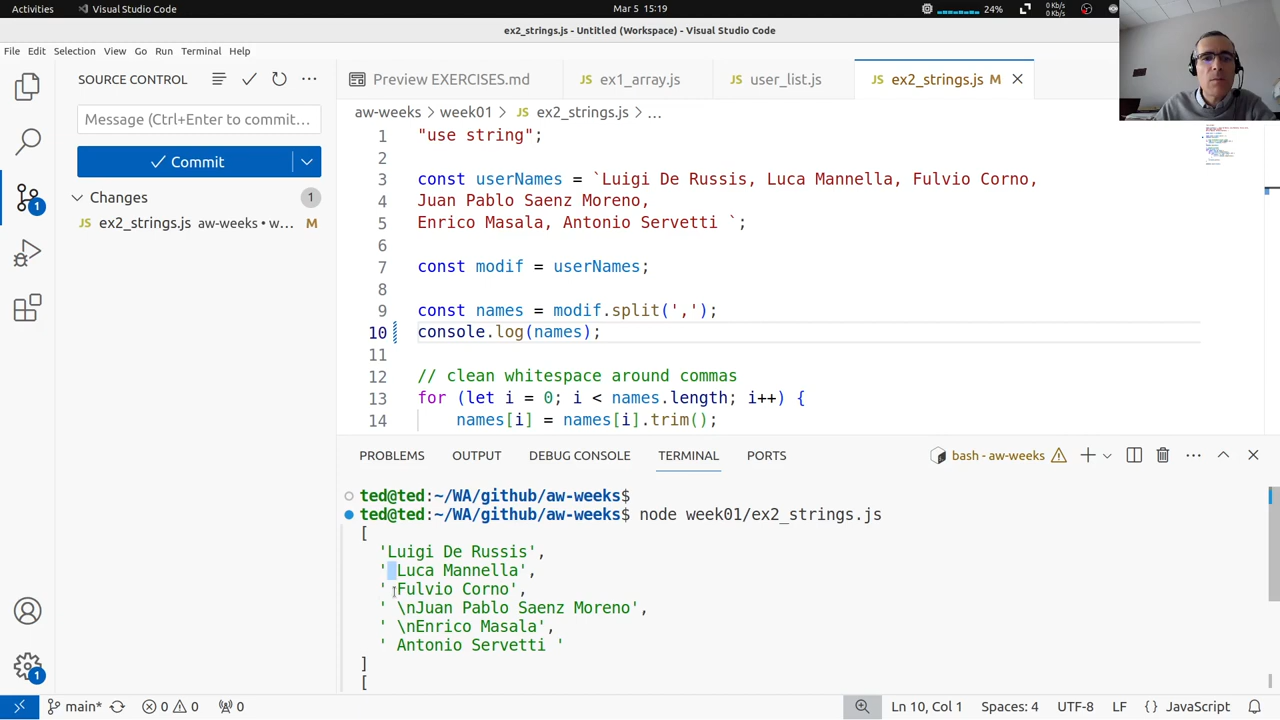 Activities Visual Studio Code Mar 5 15:19 24% 0 Kb/s 0 Kb/s
ex2_strings.js - Untitled (Workspace) - Visual Studio Code
File Edit Selection View Go Run Terminal Help
SOURCE CONTROL
Preview EXERCISES.md ex1_array.js user_list.js ex2_strings.js M
Message (Ctrl+Enter to commit…
Commit
Changes 1
ex2_strings.js aw-weeks • w… M
aw-weeks > week01 > JS ex2_strings.js > …
1 "use string";
2
3 const userNames = `Luigi De Russis, Luca Mannella, Fulvio Corno,
4 Juan Pablo Saenz Moreno,
5 Enrico Masala, Antonio Servetti `;
6
7 const modif = userNames;
8
9 const names = modif.split(',');
10 console.log(names);
11
12 // clean whitespace around commas
13 for (let i = 0; i < names.length; i++) {
14 names[i] = names[i].trim();
PROBLEMS OUTPUT DEBUG CONSOLE TERMINAL PORTS
bash - aw-weeks
ted@ted:~/WA/github/aw-weeks$
ted@ted:~/WA/github/aw-weeks$ node week01/ex2_strings.js
[
'Luigi De Russis',
' Luca Mannella',
' Fulvio Corno',
' \nJuan Pablo Saenz Moreno',
' \nEnrico Masala',
' Antonio Servetti '
]
[
1
1
main* 0 0 0
Ln 10, Col 1 Spaces: 4 UTF-8 LF {} JavaScript